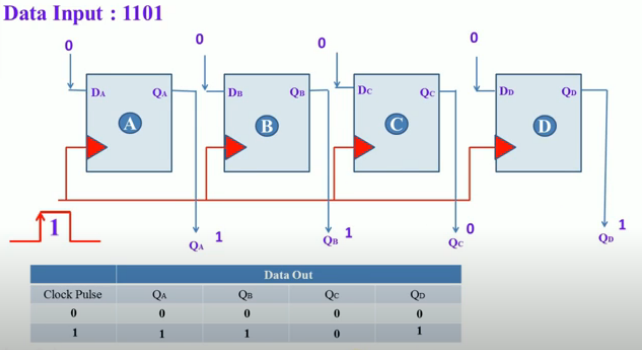 Data Input : 1101
0 0 0 0
DA QA DB QB DC QC DD QD
A B C D
1
QA 1 QB 1 QC 0 QD 1
Data Out
Clock Pulse QA QB QC QD
0 0 0 0 0
1 1 1 0 1